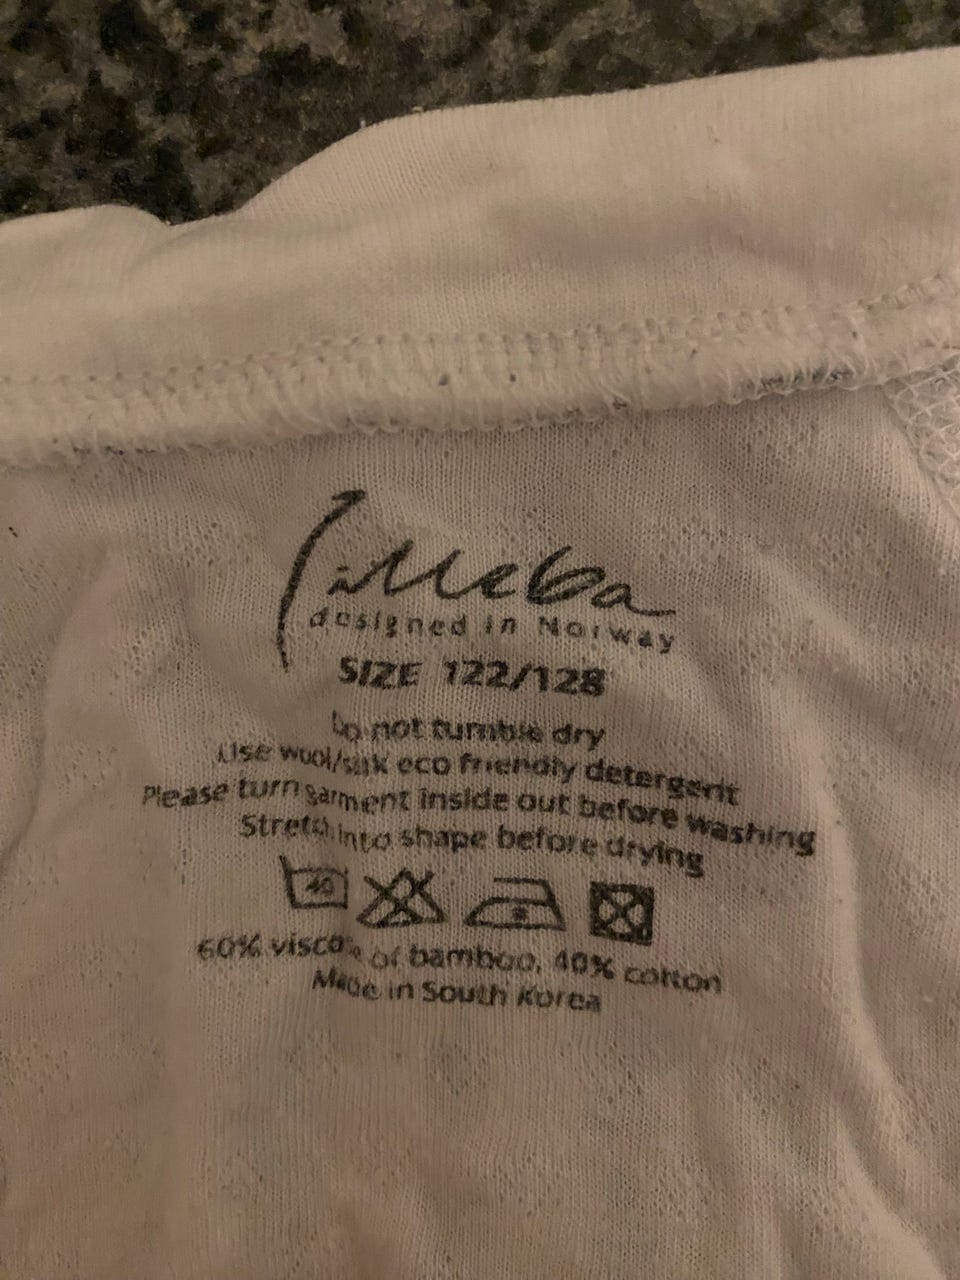 illeba
designed in Norway
SIZE 122/128
Do not tumble dry
Use wool/silk eco friendly detergent
Please turn garment inside out before washing
Stretch into shape before drying
40
60% viscose of bamboo, 40% cotton
Made in South Korea